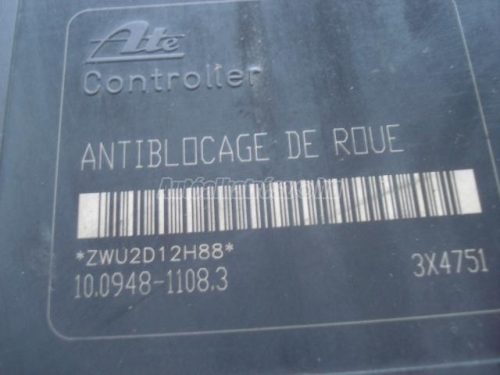 Ate
Controller
ANTIBLOCAGE DE ROUE
*ZWU2D12H88*
10.0948-1108.3 3X4751